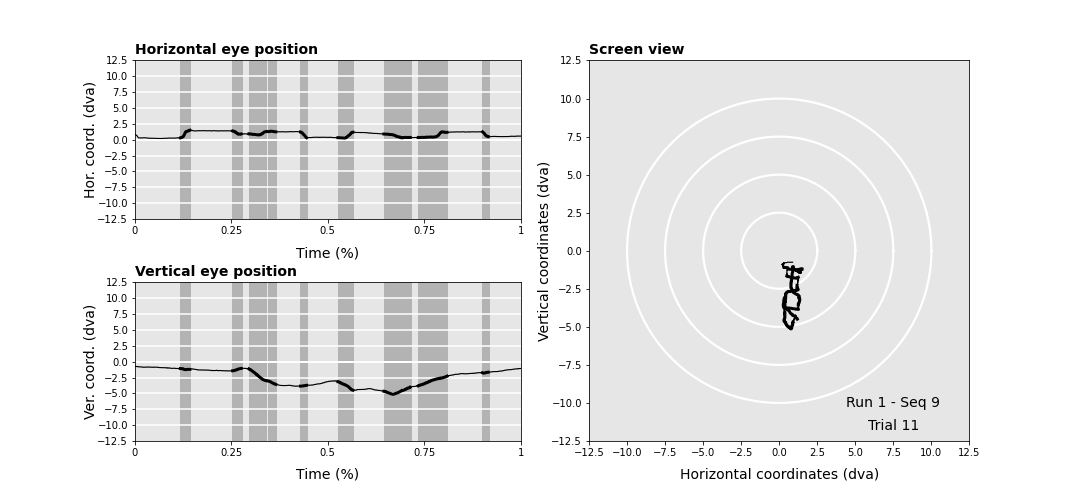 Horizontal eye position
Hor. coord. (dva)
12.5
10.0
7.5
5.0
2.5
0.0
−2.5
−5.0
−7.5
−10.0
−12.5
0 0.25 0.5 0.75 1
Time (%)
Vertical eye position
Ver. coord. (dva)
12.5
10.0
7.5
5.0
2.5
0.0
−2.5
−5.0
−7.5
−10.0
−12.5
0 0.25 0.5 0.75 1
Time (%)
Screen view
Vertical coordinates (dva)
12.5
10.0
7.5
5.0
2.5
0.0
−2.5
−5.0
−7.5
−10.0
−12.5
Run 1 - Seq 9
Trial 11
−12.5 −10.0 −7.5 −5.0 −2.5 0.0 2.5 5.0 7.5 10.0 12.5
Horizontal coordinates (dva)